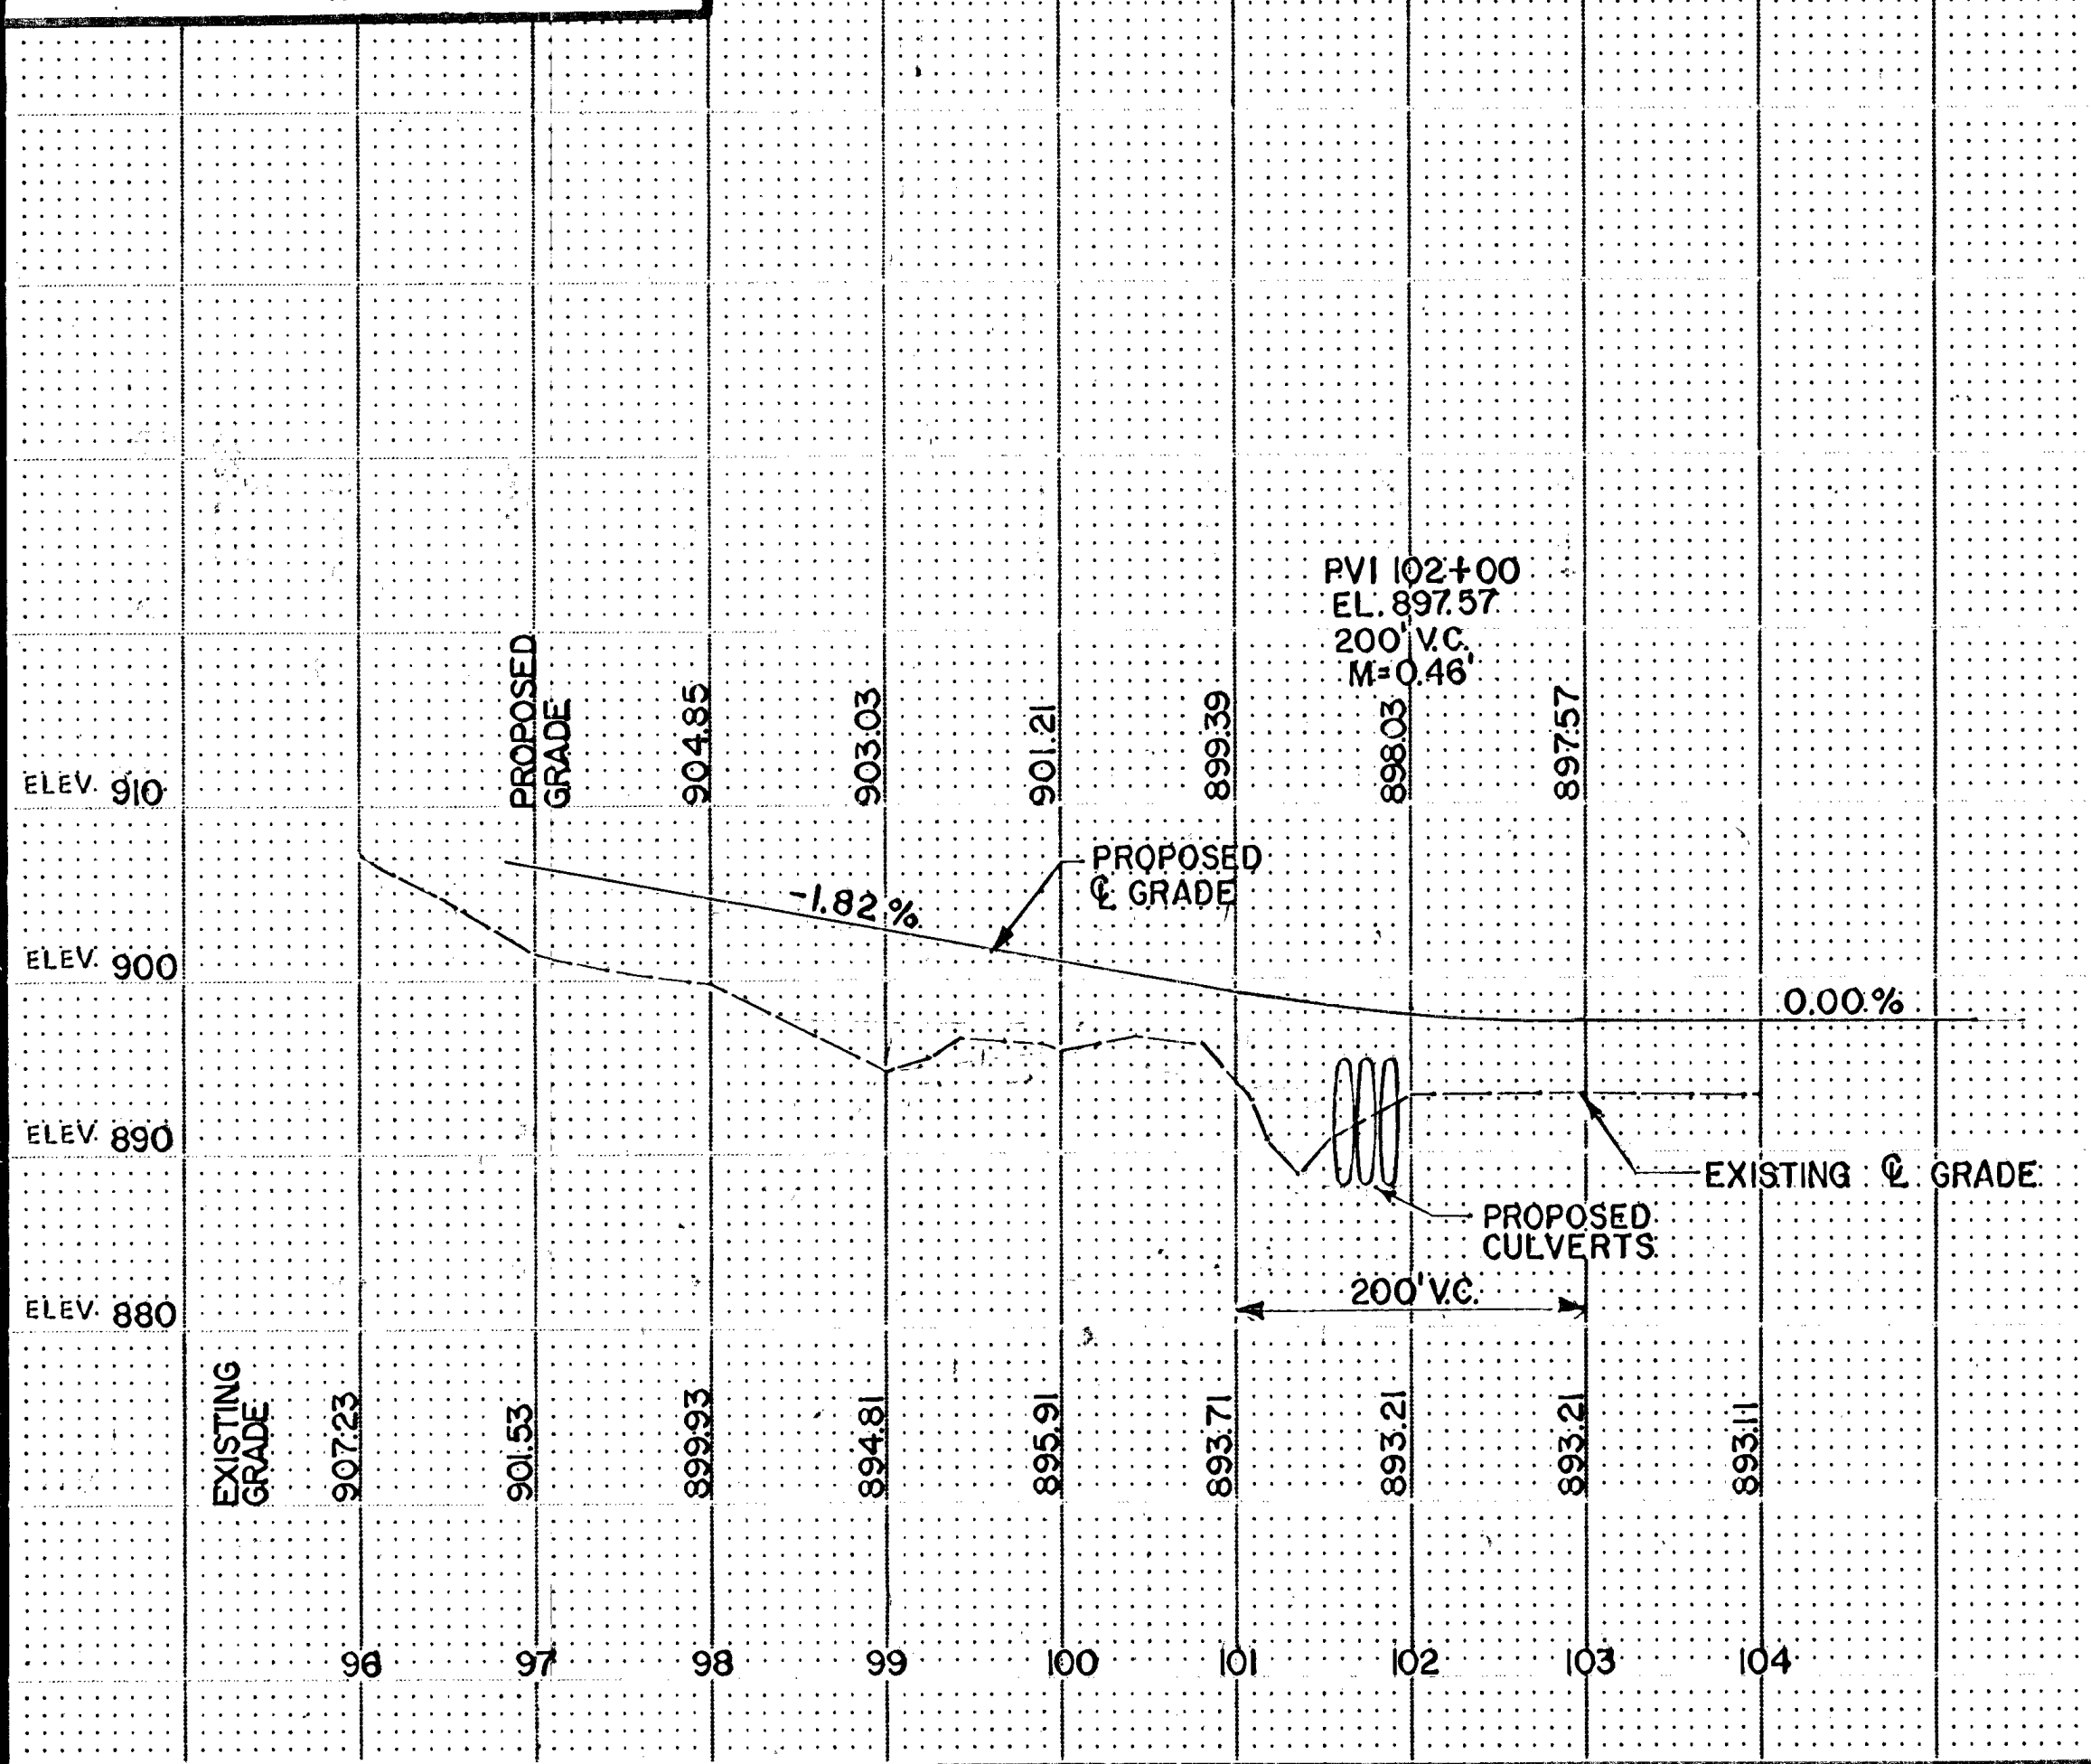 PVI 102+00
EL. 897.57
200' V.C.
M=0.46'
PROPOSED
GRADE
904.85
903.03
901.21
899.39
898.03
897.57
ELEV. 910
PROPOSED
℄ GRADE
-1.82%
ELEV. 900
0.00%
ELEV. 890
EXISTING ℄ GRADE
PROPOSED
CULVERTS
200' V.C.
ELEV. 880
EXISTING
GRADE
907.23
901.53
899.93
894.81
895.91
893.71
893.21
893.21
893.11
96 97 98 99 100 101 102 103 104